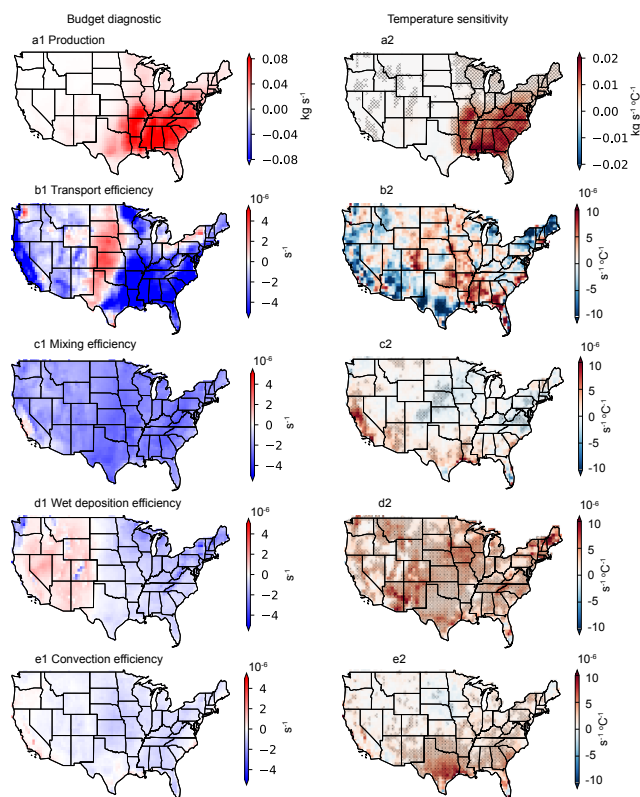 Budget diagnostic
Temperature sensitivity
a1 Production
0.08
0.04
0.00
−0.04
−0.08
kg s⁻¹
a2
0.02
0.01
0.00
−0.01
−0.02
kg s⁻¹ °C⁻¹
b1 Transport efficiency
10⁻⁶
4
2
0
−2
−4
s⁻¹
b2
10⁻⁶
10
5
0
-5
-10
s⁻¹ °C⁻¹
c1 Mixing efficiency
10⁻⁶
4
2
0
−2
−4
s⁻¹
c2
10⁻⁶
10
5
0
-5
-10
s⁻¹ °C⁻¹
d1 Wet deposition efficiency
10⁻⁶
4
2
0
−2
−4
s⁻¹
d2
10⁻⁶
10
5
0
-5
-10
s⁻¹ °C⁻¹
e1 Convection efficiency
10⁻⁶
4
2
0
−2
−4
s⁻¹
e2
10⁻⁶
10
5
0
-5
-10
s⁻¹ °C⁻¹